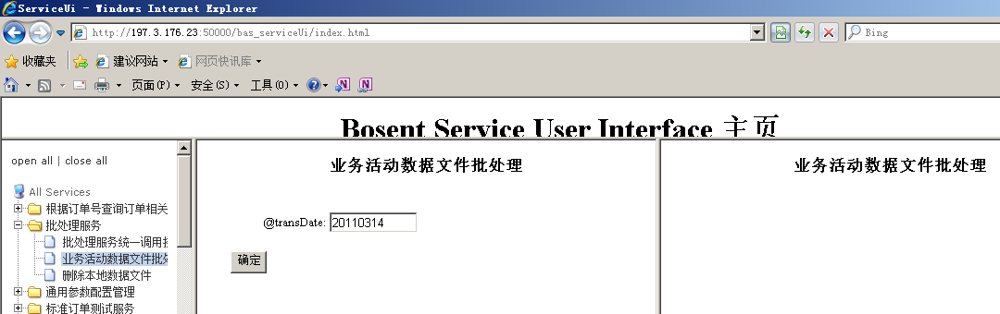 ServiceUi - Windows Internet Explorer
http://197.3.176.23:50000/bas_serviceUi/index.html
Bing
收藏夹
建议网站
网页快讯库
页面(P)
安全(S)
工具(O)
Bosent Service User Interface 主页
open all | close all
All Services
根据订单号查询订单相关
批处理服务
批处理服务统一调用接
业务活动数据文件批处
删除本地数据文件
通用参数配置管理
标准订单测试服务
业务活动数据文件批处理
@transDate: 20110314
确定
业务活动数据文件批处理